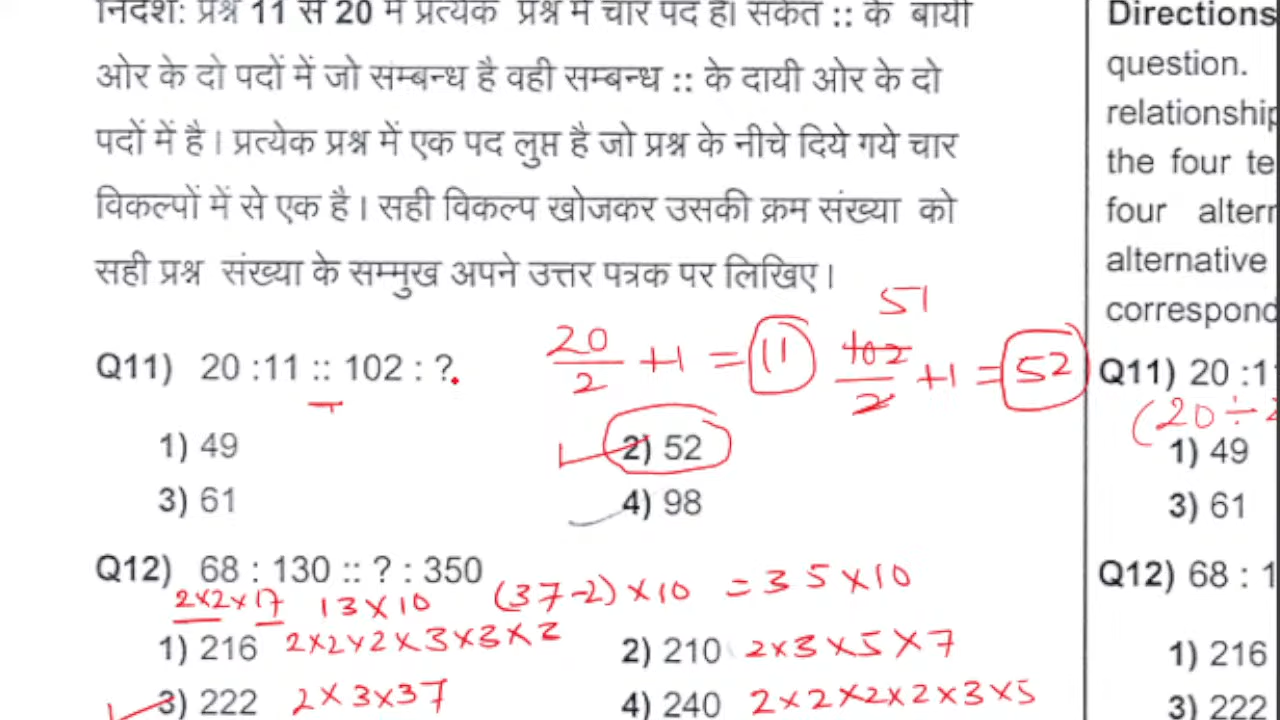 निर्देश: प्रश्न 11 से 20 में प्रत्येक प्रश्न में चार पद हैं। संकेत :: के बायीं
ओर के दो पदों में जो सम्बन्ध है वही सम्बन्ध :: के दायी ओर के दो
पदों में है। प्रत्येक प्रश्न में एक पद लुप्त है जो प्रश्न के नीचे दिये गये चार
विकल्पों में से एक है। सही विकल्प खोजकर उसकी क्रम संख्या को
सही प्रश्न संख्या के सम्मुख अपने उत्तर पत्रक पर लिखिए।
Q11) 20 :11 :: 102 : ?
20/2 +1 = 11
51
102/2 +1 = 52
1) 49
2) 52
3) 61
4) 98
Q12) 68 : 130 :: ? : 350
2×2×17 13×10 (37-2)×10 = 35×10
1) 216 2×2×2×3×3×3
2) 210 2×3×5×7
3) 222 2×3×37
4) 240 2×2×2×2×3×5
Directions
question.
relationship
the four te
four altern
alternative
correspond
Q11) 20 :1
(20÷2
1) 49
3) 61
Q12) 68 : 1
1) 216
3) 222